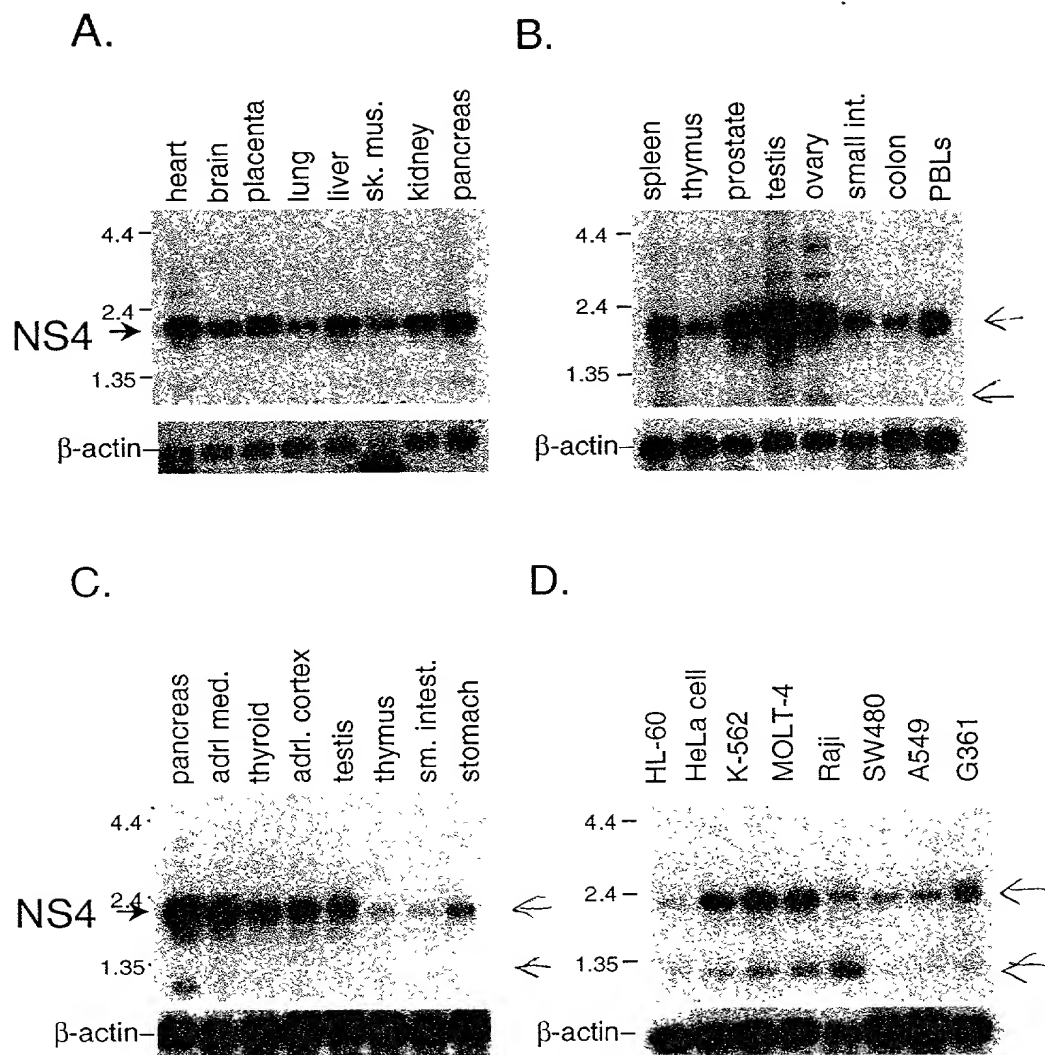 A.
heart
brain
placenta
lung
liver
sk. mus.
kidney
pancreas
4.4
2.4
NS4
1.35
β-actin
B.
spleen
thymus
prostate
testis
ovary
small int.
colon
PBLs
4.4
2.4
1.35
β-actin
C.
pancreas
adrl med.
thyroid
adrl. cortex
testis
thymus
sm. intest.
stomach
4.4
2.4
NS4
1.35
β-actin
D.
HL-60
HeLa cell
K-562
MOLT-4
Raji
SW480
A549
G361
4.4
2.4
1.35
β-actin